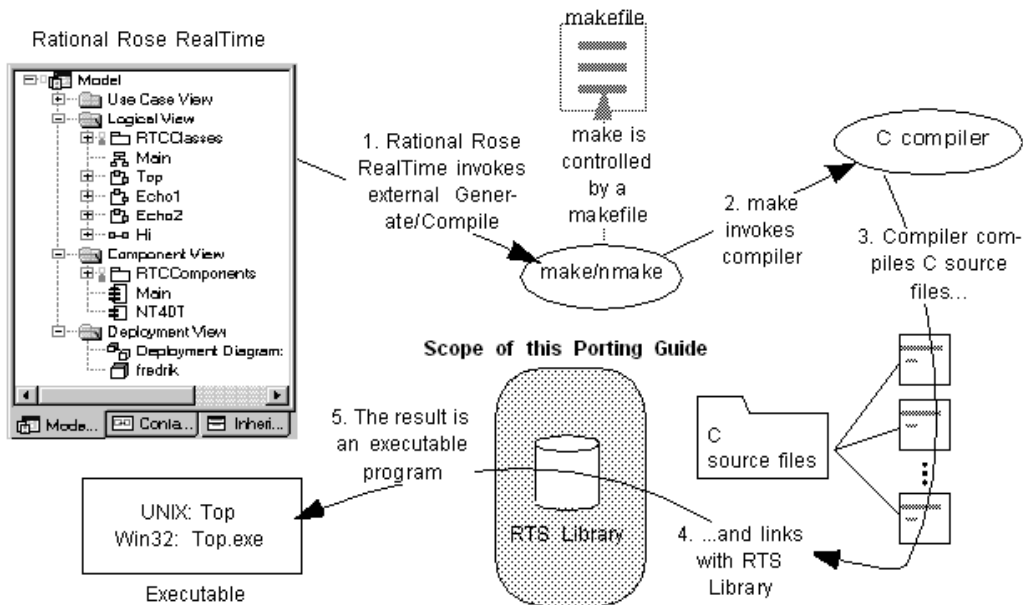 Rational Rose RealTime
Model
Use Case View
Logical View
RTCClasses
Main
Top
Echo1
Echo2
Hi
Component View
RTCComponents
Main
NT40T
Deployment View
Deployment Diagram:
fredrik
Mode...
Conta...
Inheri...
1. Rational Rose
RealTime invokes
external Gener-
ate/Compile
makefile
make is
controlled
by a
makefile
make/nmake
2. make
invokes
compiler
C compiler
3. Compiler com-
piles C source
files...
Scope of this Porting Guide
C
source files
RTS Library
4. ...and links
with RTS
Library
5. The result is
an executable
program
UNIX: Top
Win32: Top.exe
Executable